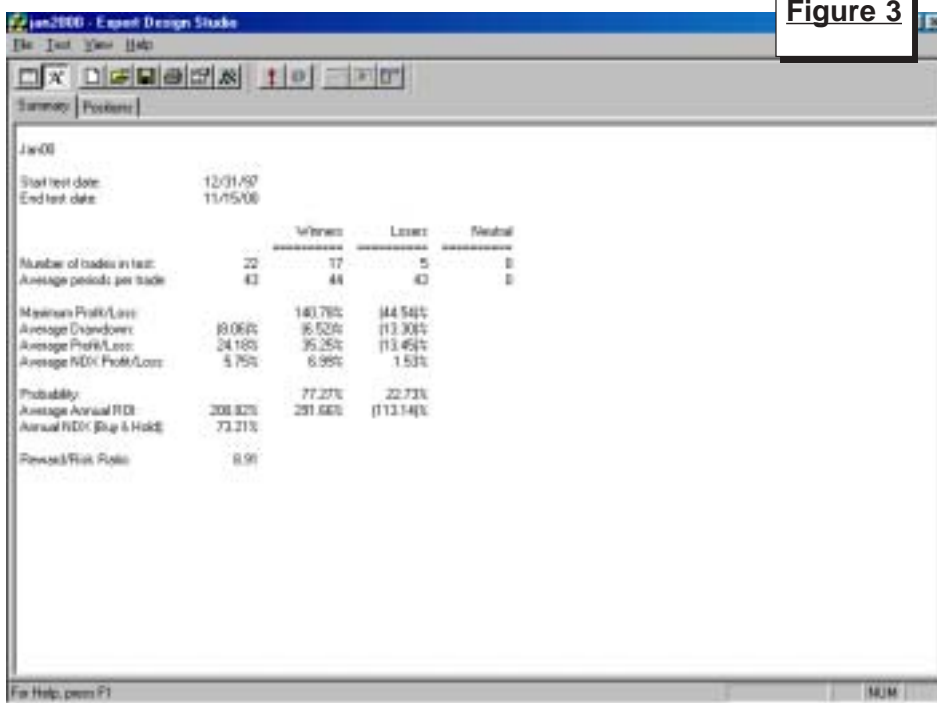 Figure 3
jan2000 - Expert Design Studio
File Test View Help
Summary Positions
Jan00
Start test date: 12/31/97
End test date: 11/15/00
Winners Losers Neutral
=========== =========== ===========
Number of trades in test: 22 17 5 0
Average periods per trade: 43 44 43 0
Maximum Profit/Loss: 140.78% (44.54)%
Average Drawdown: (8.06)% (6.52)% (13.30)%
Average Profit/Loss: 24.18% 35.25% (13.45)%
Average NDX Profit/Loss: 5.75% 6.99% 1.53%
Probability: 77.27% 22.73%
Average Annual ROI: 208.82% 291.66% (113.14)%
Annual NDX (Buy & Hold): 73.21%
Reward/Risk Ratio: 8.91
For Help, press F1
NUM